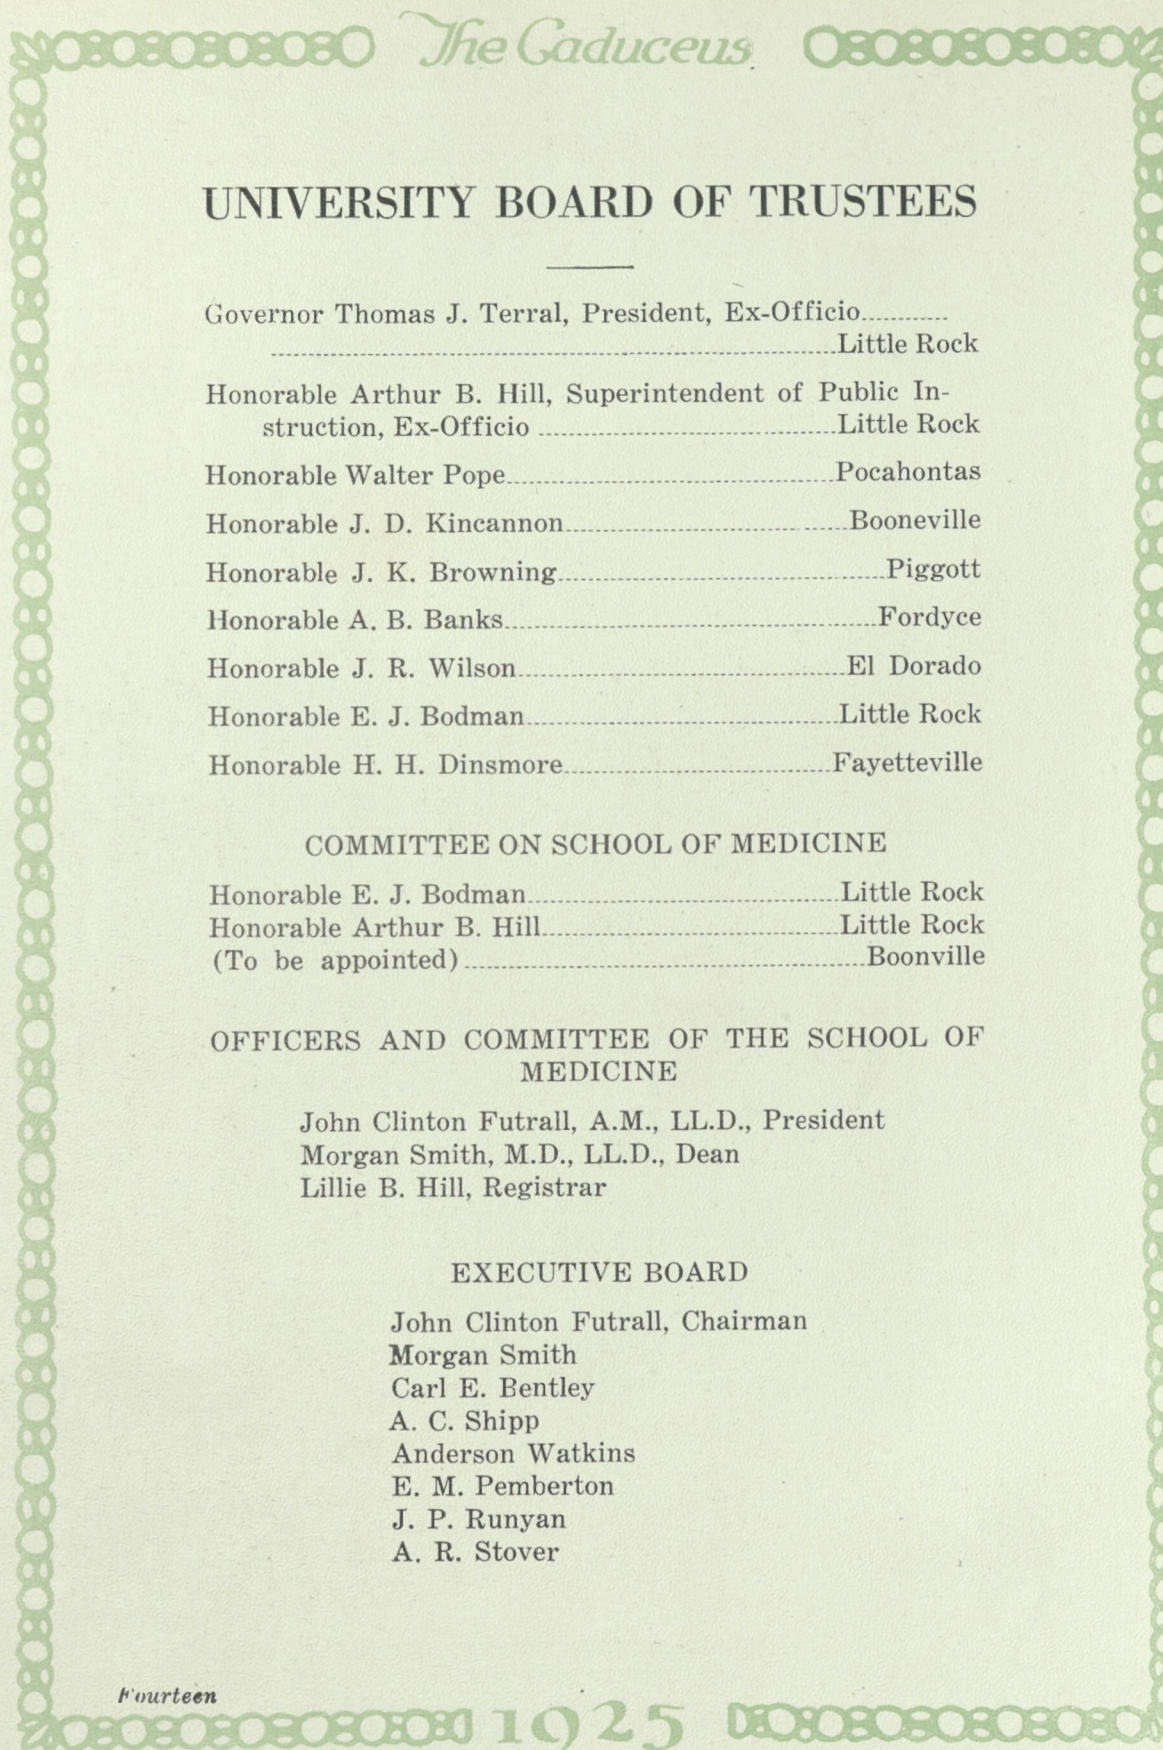 The Caduceus
UNIVERSITY BOARD OF TRUSTEES
Governor Thomas J. Terral, President, Ex-Officio............
................................................................Little Rock
Honorable Arthur B. Hill, Superintendent of Public In-
struction, Ex-Officio ..................................Little Rock
Honorable Walter Pope......................................Pocahontas
Honorable J. D. Kincannon................................Booneville
Honorable J. K. Browning......................................Piggott
Honorable A. B. Banks...........................................Fordyce
Honorable J. R. Wilson......................................El Dorado
Honorable E. J. Bodman....................................Little Rock
Honorable H. H. Dinsmore..............................Fayetteville
COMMITTEE ON SCHOOL OF MEDICINE
Honorable E. J. Bodman....................................Little Rock
Honorable Arthur B. Hill..................................Little Rock
(To be appointed)..............................................Boonville
OFFICERS AND COMMITTEE OF THE SCHOOL OF
MEDICINE
John Clinton Futrall, A.M., LL.D., President
Morgan Smith, M.D., LL.D., Dean
Lillie B. Hill, Registrar
EXECUTIVE BOARD
John Clinton Futrall, Chairman
Morgan Smith
Carl E. Bentley
A. C. Shipp
Anderson Watkins
E. M. Pemberton
J. P. Runyan
A. R. Stover
Fourteen
1925